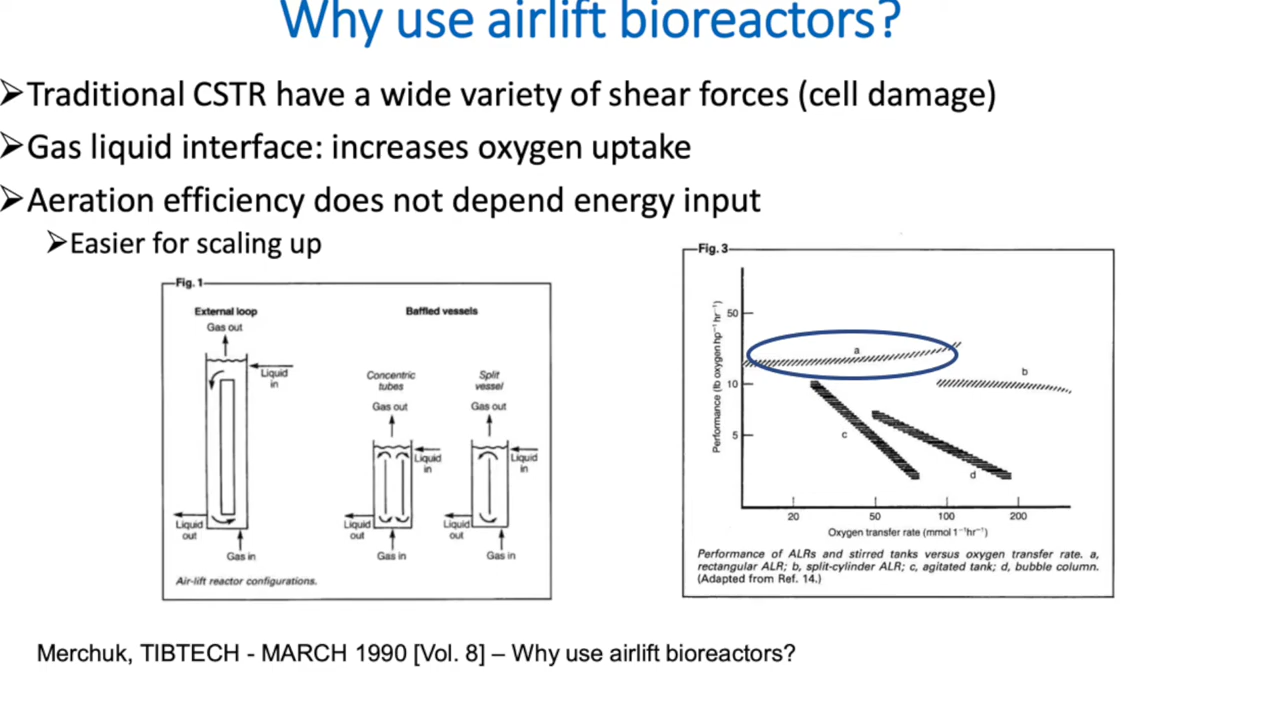 Why use airlift bioreactors?
➢Traditional CSTR have a wide variety of shear forces (cell damage)
➢Gas liquid interface: increases oxygen uptake
➢Aeration efficiency does not depend energy input
➢Easier for scaling up
Fig. 1
External loop
Baffled vessels
Gas out
Liquid
in
Concentric
tubes
Split
vessel
Gas out
Gas out
Liquid
in
Liquid
in
Liquid
out
Liquid
out
Liquid
out
Gas in
Gas in
Gas in
Air-lift reactor configurations.
Fig. 3
Performance (lb oxygen hp⁻¹ hr⁻¹)
50
10
5
a
b
c
d
20
50
100
200
Oxygen transfer rate (mmol 1⁻¹hr⁻¹)
Performance of ALRs and stirred tanks versus oxygen transfer rate. a,
rectangular ALR; b, split-cylinder ALR; c, agitated tank; d, bubble column.
(Adapted from Ref. 14.)
Merchuk, TIBTECH - MARCH 1990 [Vol. 8] – Why use airlift bioreactors?